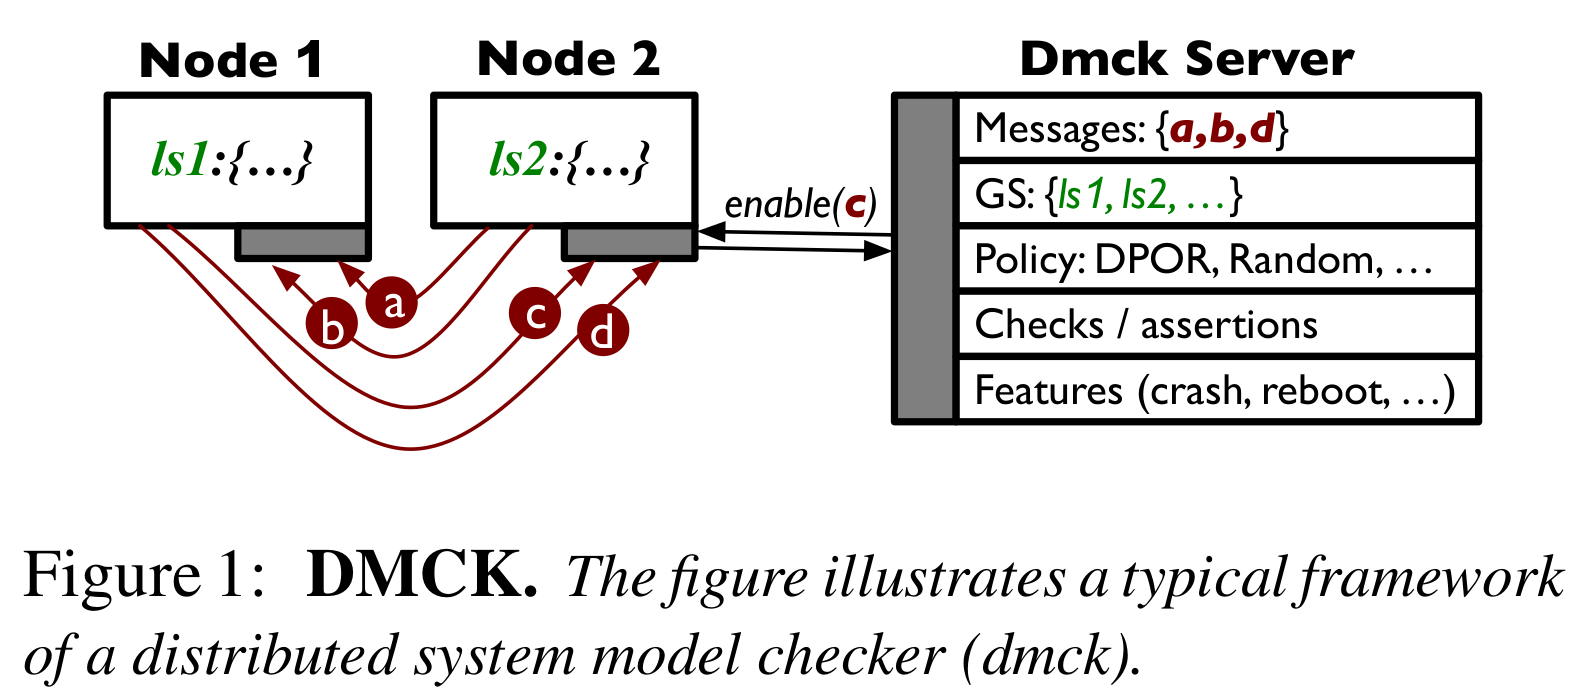 Node 1
Node 2
Dmck Server
ls1:{...}
ls2:{...}
enable(c)
Messages: {a,b,d}
GS: {ls1, ls2, ...}
Policy: DPOR, Random, ...
Checks / assertions
Features (crash, reboot, ...)
a
b
c
d
Figure 1: DMCK. The figure illustrates a typical framework
of a distributed system model checker (dmck).